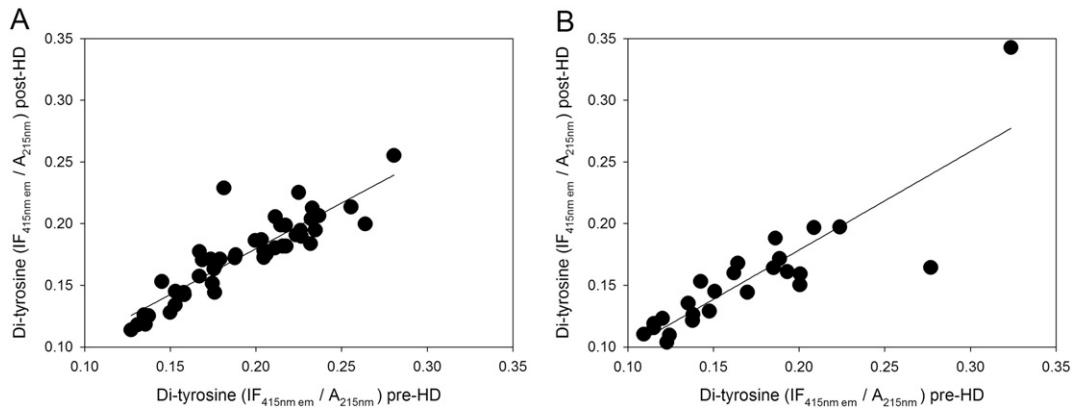 A
Di-tyrosine (IF415nm em / A215nm) post-HD
0.35
0.30
0.25
0.20
0.15
0.10
0.10 0.15 0.20 0.25 0.30 0.35
Di-tyrosine (IF415nm em / A215nm) pre-HD
B
Di-tyrosine (IF415nm em / A215nm) post-HD
0.35
0.30
0.25
0.20
0.15
0.10
0.10 0.15 0.20 0.25 0.30 0.35
Di-tyrosine (IF415nm em / A215nm) pre-HD